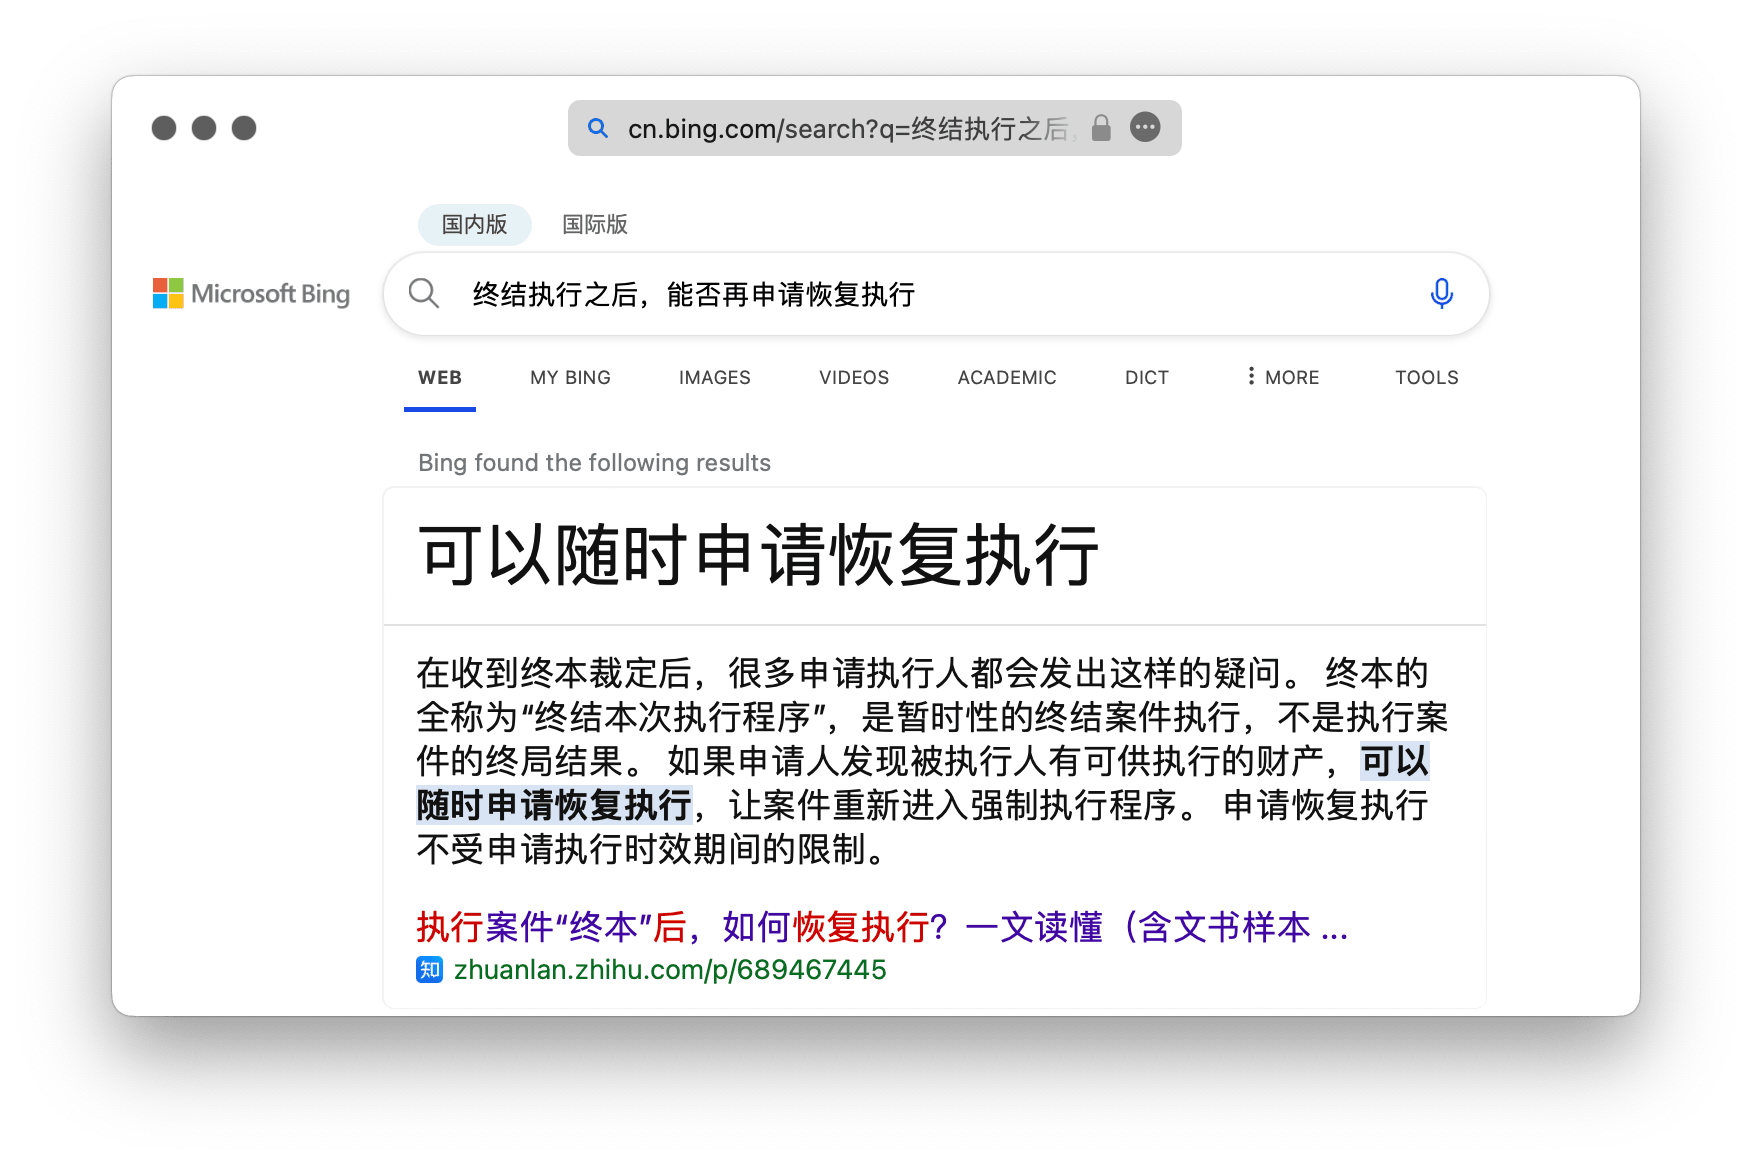 cn.bing.com/search?q=终结执行之后,
国内版 国际版
Microsoft Bing
终结执行之后，能否再申请恢复执行
WEB MY BING IMAGES VIDEOS ACADEMIC DICT MORE TOOLS
Bing found the following results
可以随时申请恢复执行
在收到终本裁定后，很多申请执行人都会发出这样的疑问。 终本的
全称为“终结本次执行程序”，是暂时性的终结案件执行，不是执行案
件的终局结果。 如果申请人发现被执行人有可供执行的财产，可以
随时申请恢复执行，让案件重新进入强制执行程序。 申请恢复执行
不受申请执行时效期间的限制。
执行案件“终本”后，如何恢复执行？一文读懂（含文书样本 ...
知 zhuanlan.zhihu.com/p/689467445